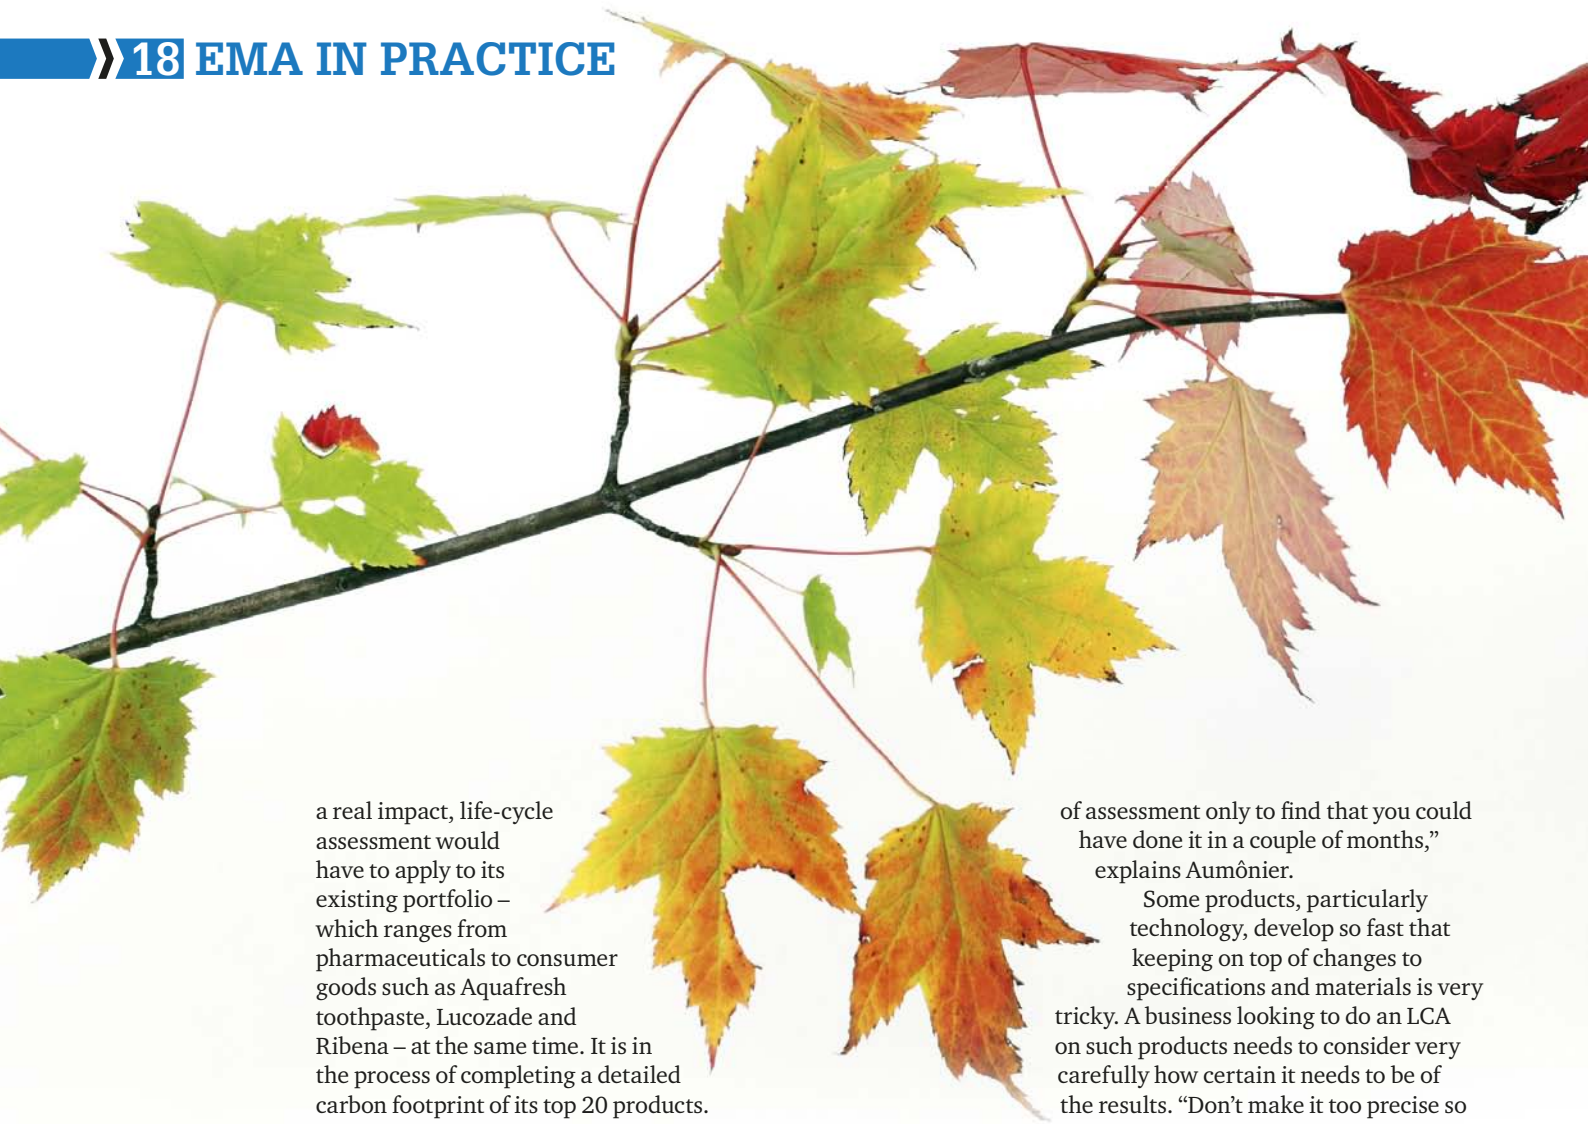 18 EMA IN PRACTICE
a real impact, life-cycle
assessment would
have to apply to its
existing portfolio –
which ranges from
pharmaceuticals to consumer
goods such as Aquafresh
toothpaste, Lucozade and
Ribena – at the same time. It is in
the process of completing a detailed
carbon footprint of its top 20 products.
of assessment only to find that you could
have done it in a couple of months,”
explains Aumônier.
Some products, particularly
technology, develop so fast that
keeping on top of changes to
specifications and materials is very
tricky. A business looking to do an LCA
on such products needs to consider very
carefully how certain it needs to be of
the results. “Don’t make it too precise so